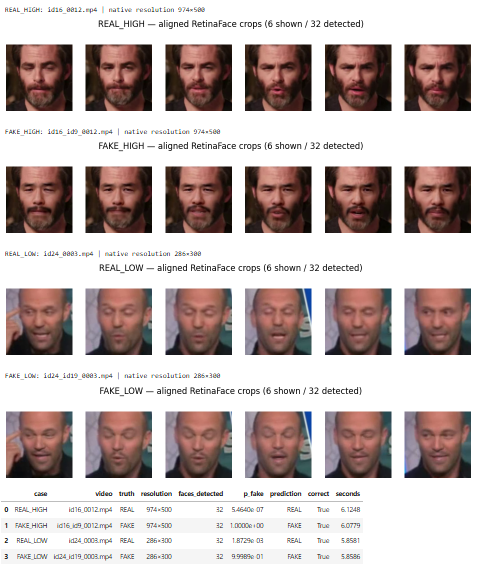 REAL_HIGH: id16_0012.mp4 | native resolution 974×500
REAL_HIGH — aligned RetinaFace crops (6 shown / 32 detected)
FAKE_HIGH: id16_id9_0012.mp4 | native resolution 974×500
FAKE_HIGH — aligned RetinaFace crops (6 shown / 32 detected)
REAL_LOW: id24_0003.mp4 | native resolution 286×300
REAL_LOW — aligned RetinaFace crops (6 shown / 32 detected)
FAKE_LOW: id24_id19_0003.mp4 | native resolution 286×300
FAKE_LOW — aligned RetinaFace crops (6 shown / 32 detected)
case video truth resolution faces_detected p_fake prediction correct seconds
0 REAL_HIGH id16_0012.mp4 REAL 974×500 32 5.4640e-07 REAL True 6.1248
1 FAKE_HIGH id16_id9_0012.mp4 FAKE 974×500 32 1.0000e+00 FAKE True 6.0779
2 REAL_LOW id24_0003.mp4 REAL 286×300 32 1.8729e-03 REAL True 5.8581
3 FAKE_LOW id24_id19_0003.mp4 FAKE 286×300 32 9.9989e-01 FAKE True 5.8586